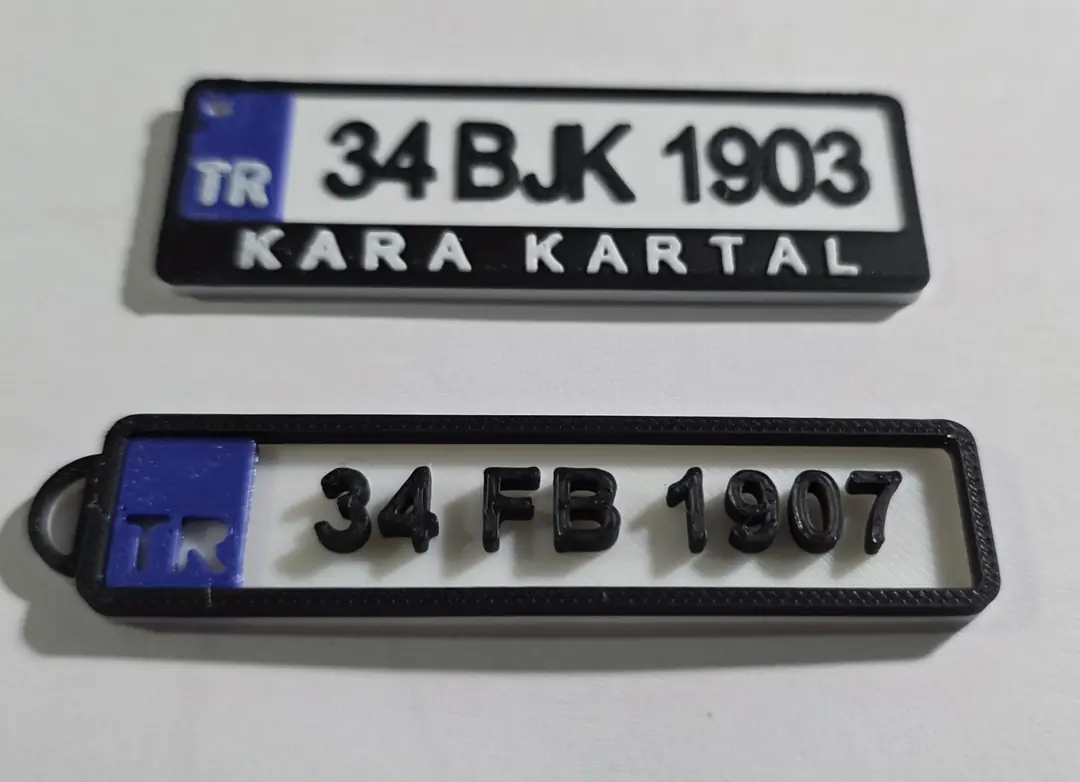 TR 34 BJK 1903
KARA KARTAL
TR 34 FB 1907